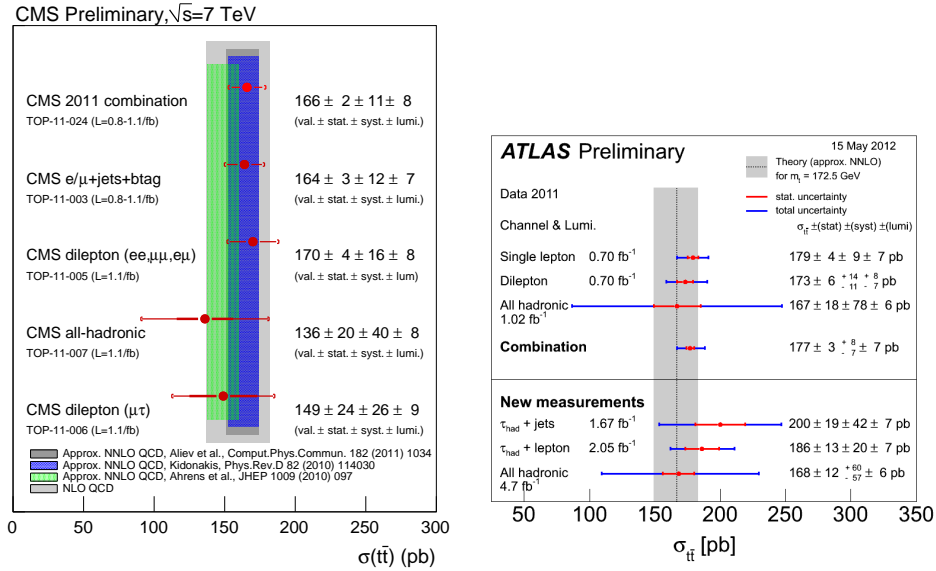 CMS Preliminary,√s=7 TeV
CMS 2011 combination
TOP-11-024 (L=0.8-1.1/fb)
166 ± 2 ± 11 ± 8
(val. ± stat. ± syst. ± lumi.)
CMS e/μ+jets+btag
TOP-11-003 (L=0.8-1.1/fb)
164 ± 3 ± 12 ± 7
(val. ± stat. ± syst. ± lumi.)
CMS dilepton (ee,μμ,eμ)
TOP-11-005 (L=1.1/fb)
170 ± 4 ± 16 ± 8
(val. ± stat. ± syst. ± lum)
CMS all-hadronic
TOP-11-007 (L=1.1/fb)
136 ± 20 ± 40 ± 8
(val. ± stat. ± syst. ± lumi.)
CMS dilepton (μτ)
TOP-11-006 (L=1.1/fb)
149 ± 24 ± 26 ± 9
(val. ± stat. ± syst. ± lumi.)
Approx. NNLO QCD, Aliev et al., Comput.Phys.Commun. 182 (2011) 1034
Approx. NNLO QCD, Kidonakis, Phys.Rev.D 82 (2010) 114030
Approx. NNLO QCD, Ahrens et al., JHEP 1009 (2010) 097
NLO QCD
0 50 100 150 200 250 300
σ(tt̄) (pb)
15 May 2012
ATLAS Preliminary
Theory (approx. NNLO)
for mt = 172.5 GeV
Data 2011
stat. uncertainty
total uncertainty
Channel & Lumi.
σtt̄ ±(stat) ±(syst) ±(lumi)
Single lepton 0.70 fb⁻¹ 179 ± 4 ± 9 ± 7 pb
Dilepton 0.70 fb⁻¹ 173 ± 6 + 14 - 11 + 8 - 7 pb
All hadronic 167 ± 18 ± 78 ± 6 pb
1.02 fb⁻¹
Combination 177 ± 3 + 8 - 7 ± 7 pb
New measurements
τhad + jets 1.67 fb⁻¹ 200 ± 19 ± 42 ± 7 pb
τhad + lepton 2.05 fb⁻¹ 186 ± 13 ± 20 ± 7 pb
All hadronic 168 ± 12 + 60 - 57 ± 6 pb
4.7 fb⁻¹
50 100 150 200 250 300 350
σtt̄ [pb]